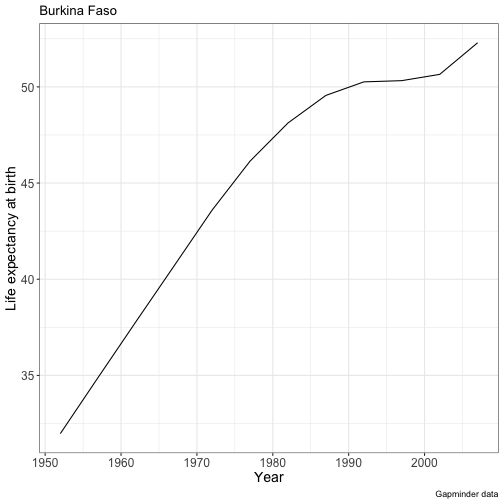 Burkina Faso
50
45
40
35
Life expectancy at birth
1950 1960 1970 1980 1990 2000
Year
Gapminder data